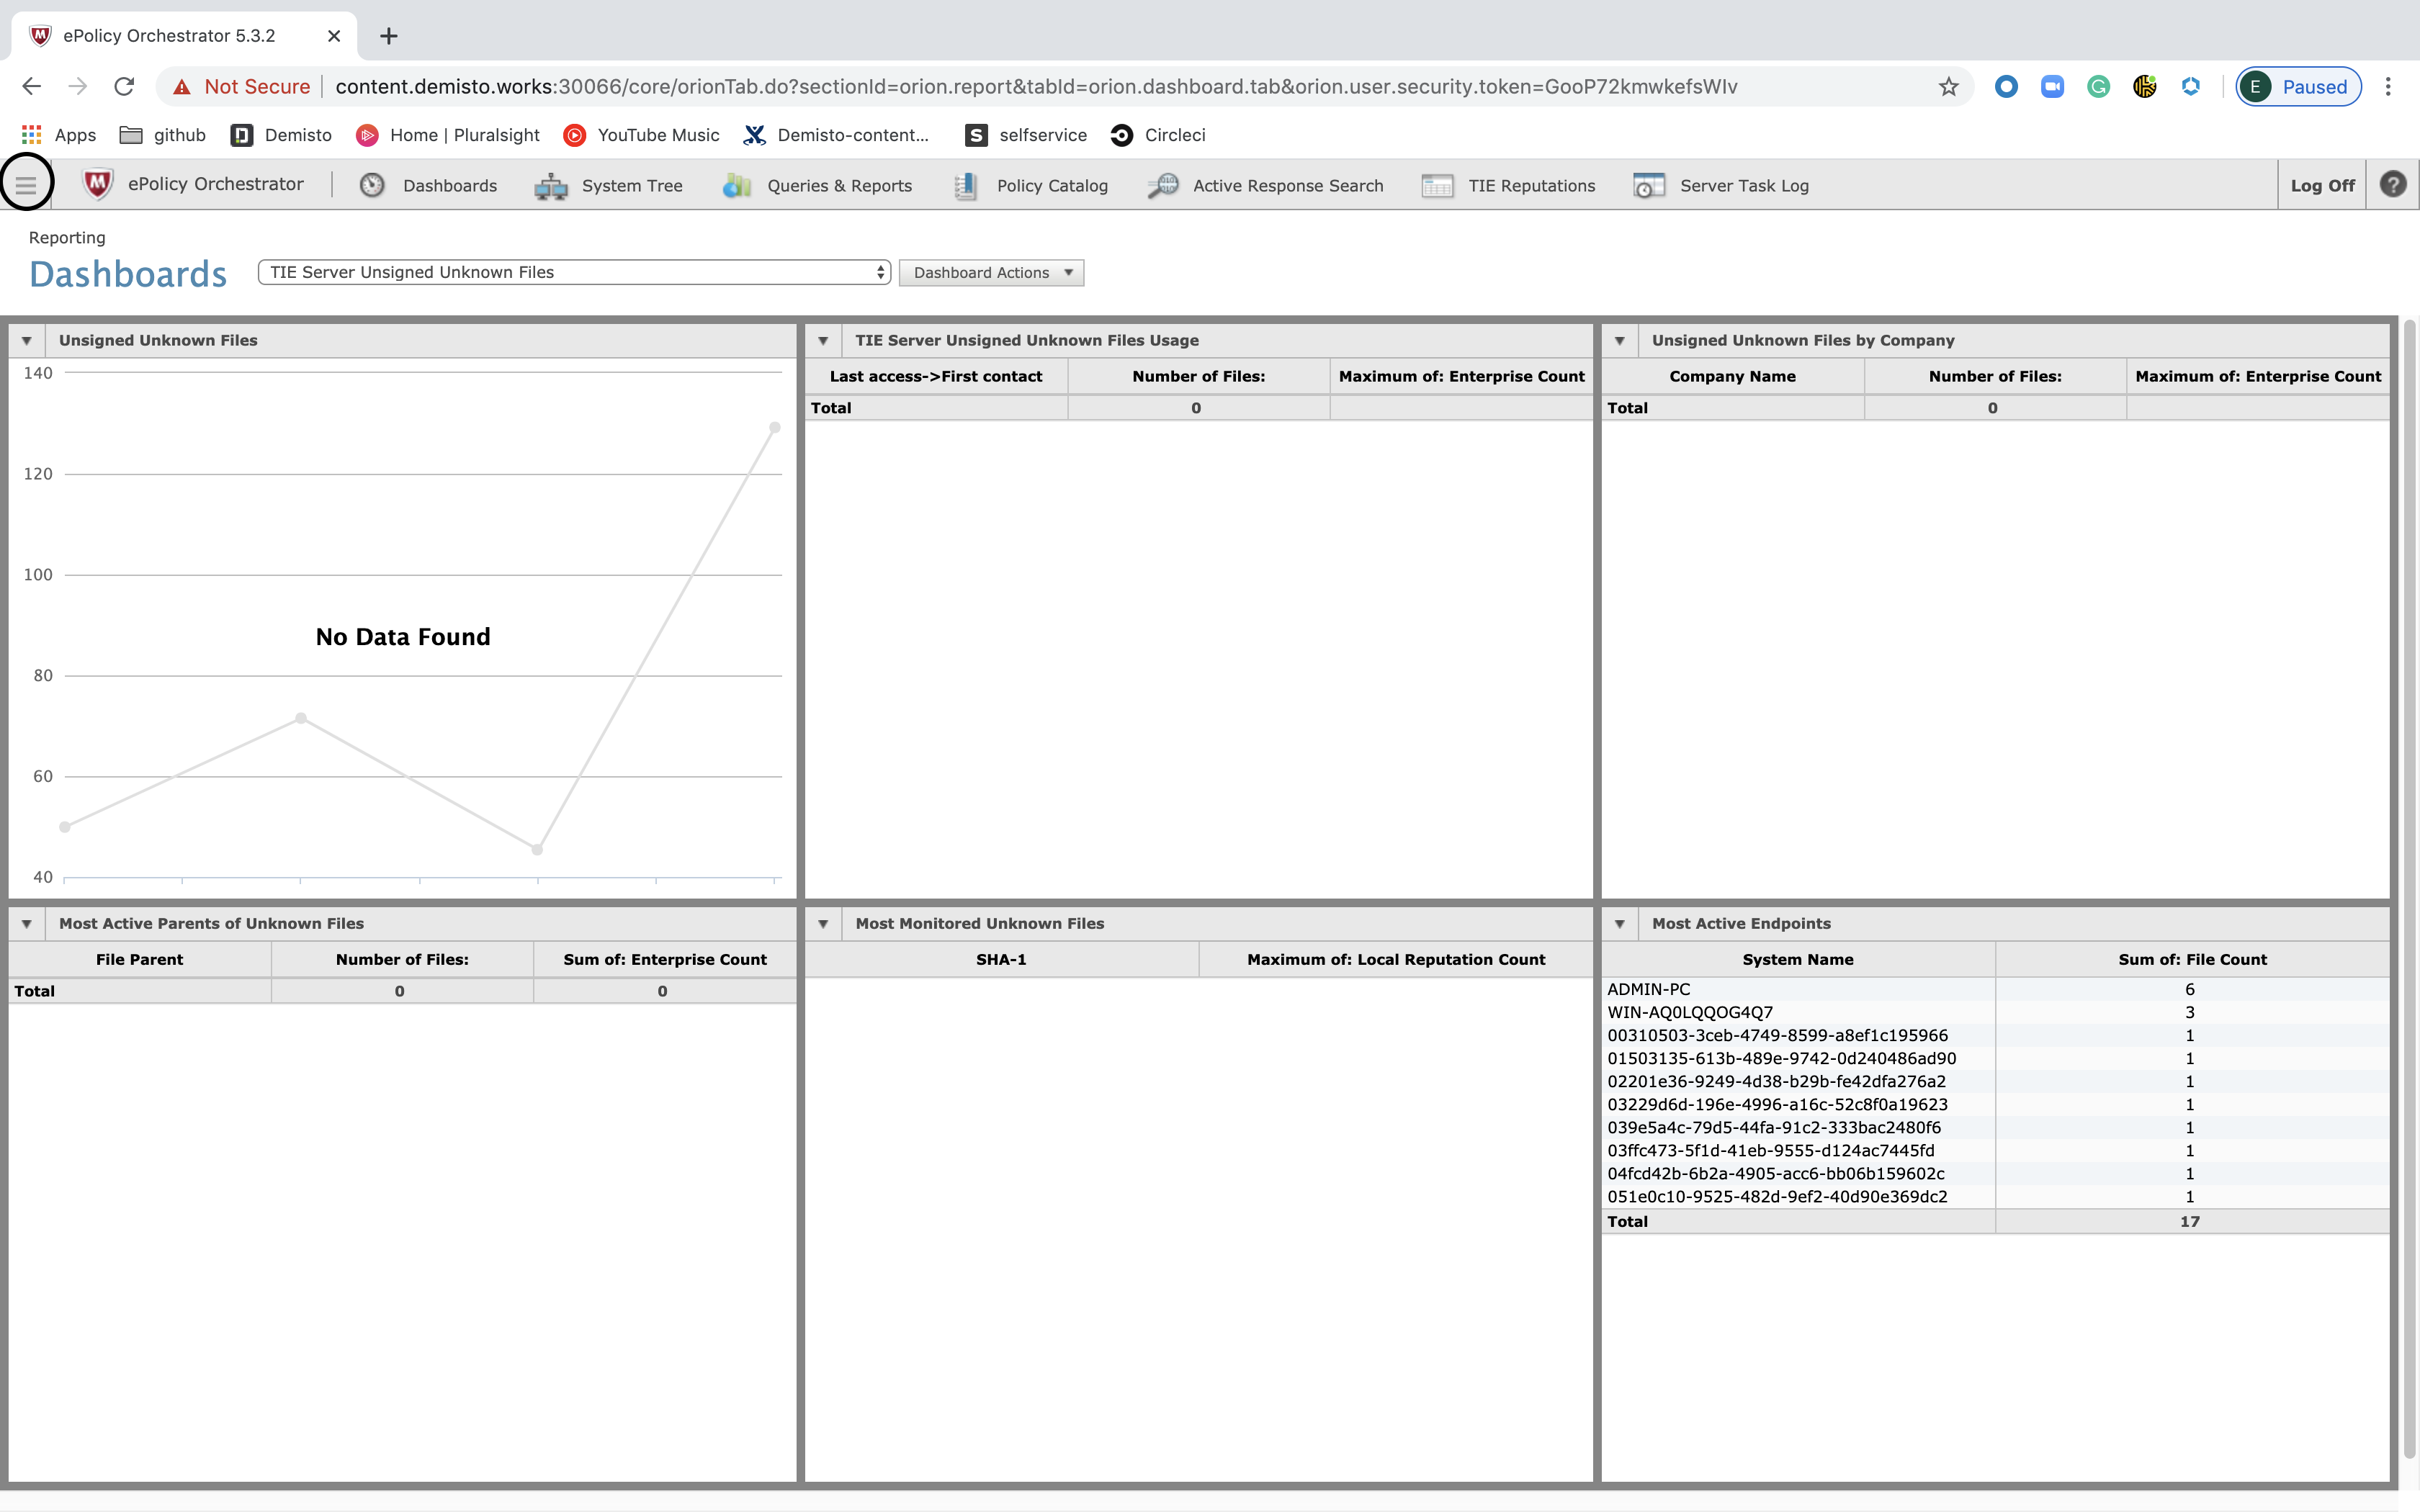 ePolicy Orchestrator 5.3.2
Not Secure content.demisto.works:30066/core/orionTab.do?sectionId=orion.report&tabId=orion.dashboard.tab&orion.user.security.token=GooP72kmwkefsWIv
E Paused
Apps github Demisto Home | Pluralsight YouTube Music Demisto-content... selfservice Circleci
ePolicy Orchestrator Dashboards System Tree Queries & Reports Policy Catalog Active Response Search TIE Reputations Server Task Log Log Off ?
Reporting
Dashboards TIE Server Unsigned Unknown Files Dashboard Actions
Unsigned Unknown Files
140
120
100
No Data Found
80
60
40
TIE Server Unsigned Unknown Files Usage
Last access->First contact Number of Files: Maximum of: Enterprise Count
Total 0
Unsigned Unknown Files by Company
Company Name Number of Files: Maximum of: Enterprise Count
Total 0
Most Active Parents of Unknown Files
File Parent Number of Files: Sum of: Enterprise Count
Total 0 0
Most Monitored Unknown Files
SHA-1 Maximum of: Local Reputation Count
Most Active Endpoints
System Name Sum of: File Count
ADMIN-PC 6
WIN-AQ0LQQOG4Q7 3
00310503-3ceb-4749-8599-a8ef1c195966 1
01503135-613b-489e-9742-0d240486ad90 1
02201e36-9249-4d38-b29b-fe42dfa276a2 1
03229d6d-196e-4996-a16c-52c8f0a19623 1
039e5a4c-79d5-44fa-91c2-333bac2480f6 1
03ffc473-5f1d-41eb-9555-d124ac7445fd 1
04fcd42b-6b2a-4905-acc6-bb06b159602c 1
051e0c10-9525-482d-9ef2-40d90e369dc2 1
Total 17